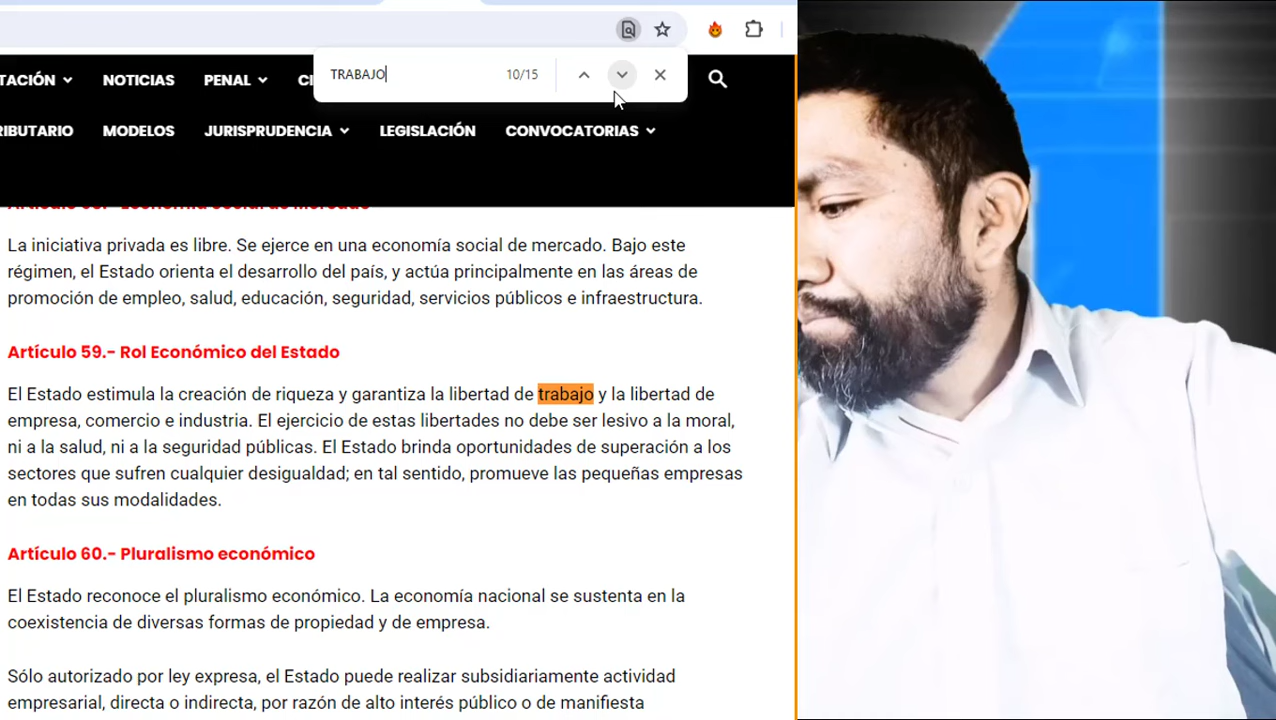 TRABAJO 10/15
TACIÓN NOTICIAS PENAL
RIBUTARIO MODELOS JURISPRUDENCIA LEGISLACIÓN CONVOCATORIAS
La iniciativa privada es libre. Se ejerce en una economía social de mercado. Bajo este
régimen, el Estado orienta el desarrollo del país, y actúa principalmente en las áreas de
promoción de empleo, salud, educación, seguridad, servicios públicos e infraestructura.
Artículo 59.- Rol Económico del Estado
El Estado estimula la creación de riqueza y garantiza la libertad de trabajo y la libertad de
empresa, comercio e industria. El ejercicio de estas libertades no debe ser lesivo a la moral,
ni a la salud, ni a la seguridad públicas. El Estado brinda oportunidades de superación a los
sectores que sufren cualquier desigualdad; en tal sentido, promueve las pequeñas empresas
en todas sus modalidades.
Artículo 60.- Pluralismo económico
El Estado reconoce el pluralismo económico. La economía nacional se sustenta en la
coexistencia de diversas formas de propiedad y de empresa.
Sólo autorizado por ley expresa, el Estado puede realizar subsidiariamente actividad
empresarial, directa o indirecta, por razón de alto interés público o de manifiesta